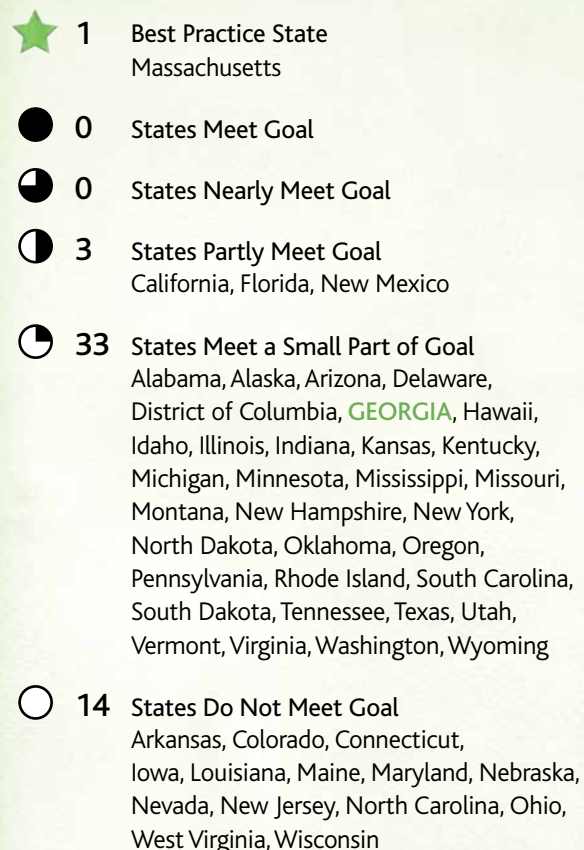 1 Best Practice State
Massachusetts
0 States Meet Goal
0 States Nearly Meet Goal
3 States Partly Meet Goal
California, Florida, New Mexico
33 States Meet a Small Part of Goal
Alabama, Alaska, Arizona, Delaware,
District of Columbia, GEORGIA, Hawaii,
Idaho, Illinois, Indiana, Kansas, Kentucky,
Michigan, Minnesota, Mississippi, Missouri,
Montana, New Hampshire, New York,
North Dakota, Oklahoma, Oregon,
Pennsylvania, Rhode Island, South Carolina,
South Dakota, Tennessee, Texas, Utah,
Vermont, Virginia, Washington, Wyoming
14 States Do Not Meet Goal
Arkansas, Colorado, Connecticut,
Iowa, Louisiana, Maine, Maryland, Nebraska,
Nevada, New Jersey, North Carolina, Ohio,
West Virginia, Wisconsin